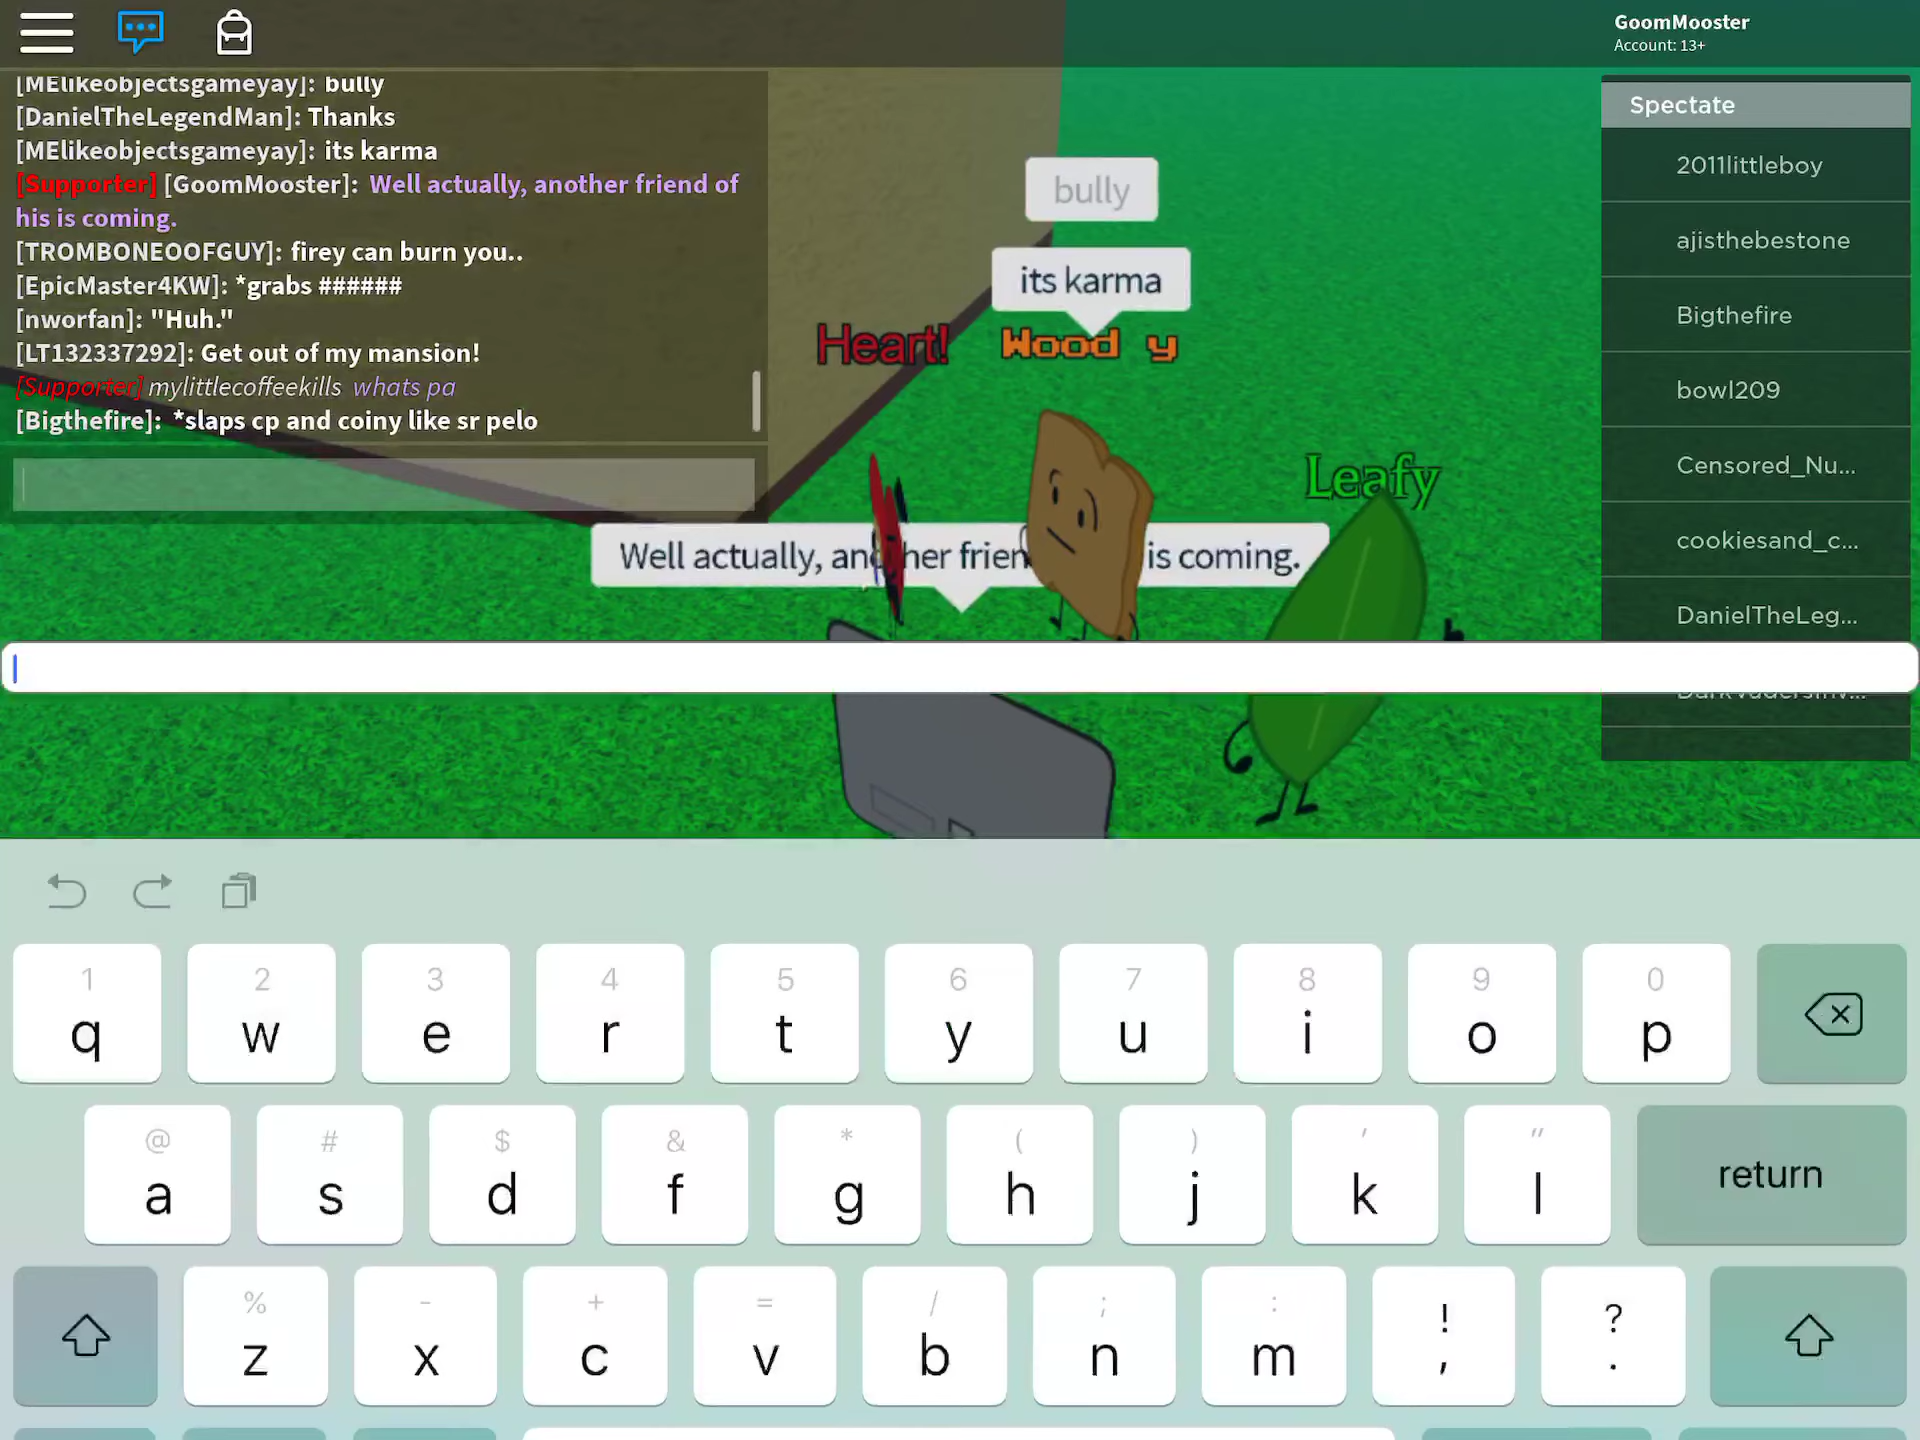 GoomMooster
Account: 13+
[MElikeobjectsgameyay]: bully
[DanielTheLegendMan]: Thanks
[MElikeobjectsgameyay]: its karma
[Supporter] [GoomMooster]: Well actually, another friend of
his is coming.
[TROMBONEOOFGUY]: firey can burn you..
[EpicMaster4KW]: *grabs ######
[nworfan]: "Huh."
[LT132337292]: Get out of my mansion!
[Supporter] mylittlecoffeekills whats pa
[Bigthefire]: *slaps cp and coiny like sr pelo
bully
its karma
Heart!
Wood y
Leafy
Well actually, another frien is coming.
Spectate
2011littleboy
ajisthebestone
Bigthefire
bowl209
Censored_Nu...
cookiesand_c...
DanielTheLeg...
1 2 3 4 5 6 7 8 9 0
q w e r t y u i o p
@ # $ & * ( ) ' "
a s d f g h j k l return
% - + = / ; : ! ?
z x c v b n m , .